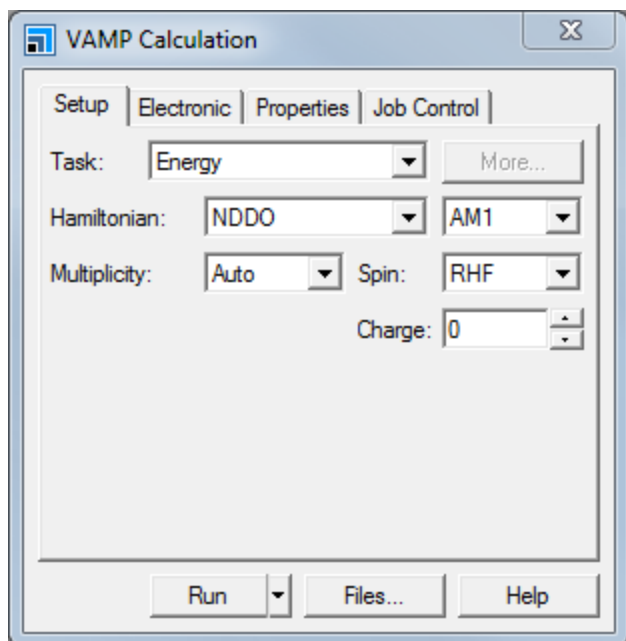 VAMP Calculation
Setup Electronic Properties Job Control
Task: Energy More...
Hamiltonian: NDDO AM1
Multiplicity: Auto Spin: RHF
Charge: 0
Run Files... Help